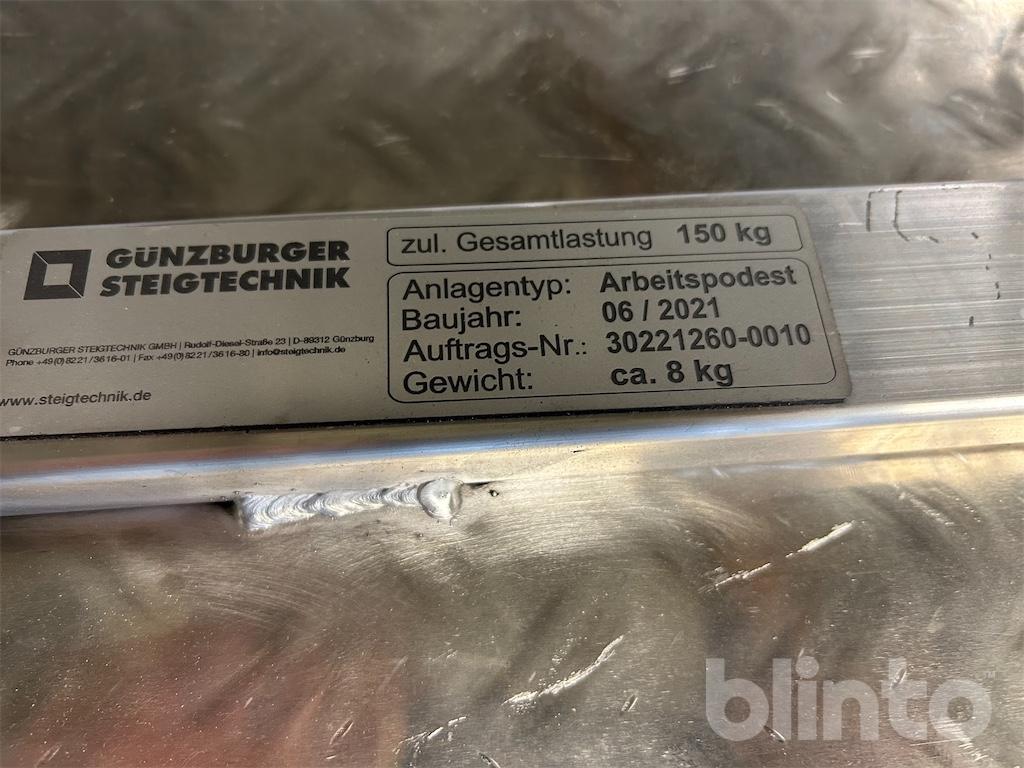 GÜNZBURGER
STEIGTECHNIK
GÜNZBURGER STEIGTECHNIK GMBH | Rudolf-Diesel-Straße 23 | D-89312 Günzburg
Phone +49(0)8221/3616-01 | Fax +49(0)8221/3616-80 | info@steigtechnik.de
www.steigtechnik.de
zul. Gesamtlastung 150 kg
Anlagentyp: Arbeitspodest
Baujahr: 06 / 2021
Auftrags-Nr.: 30221260-0010
Gewicht: ca. 8 kg
blinto™